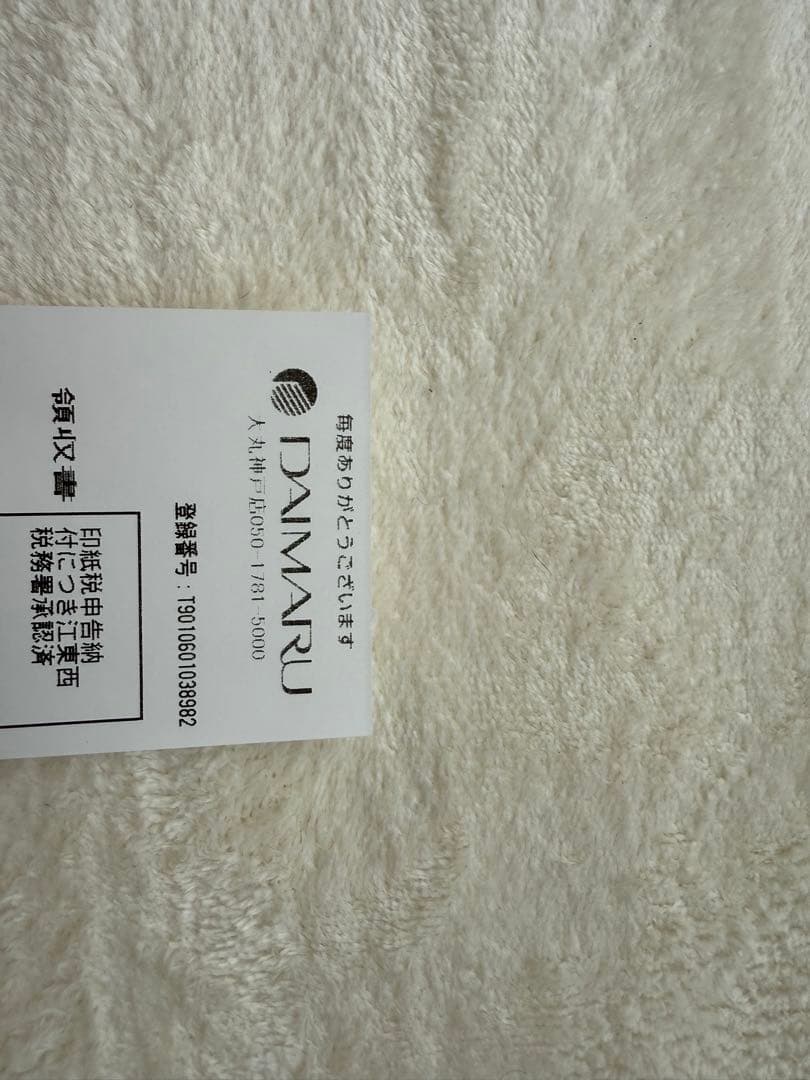 毎度ありがとうございます
DAIMARU
大丸神戸店050-1781-5000
登録番号：T9010601038982
領収書
印紙税申告納
付につき江東西
税務署承認済